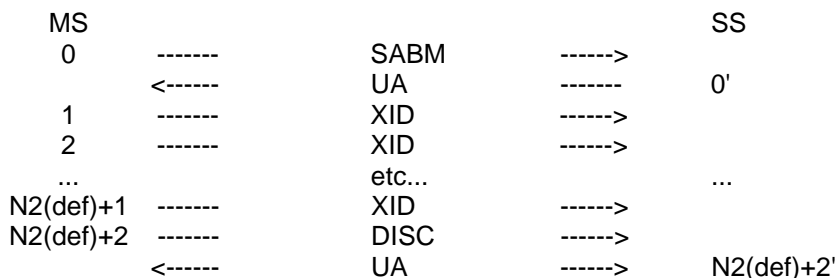 MS SS
0 ------- SABM ------>
<------ UA ------- 0'
1 ------- XID ------>
2 ------- XID ------>
... etc... ...
N2(def)+1 ------- XID ------>
N2(def)+2 ------- DISC ------>
<------ UA ------> N2(def)+2'